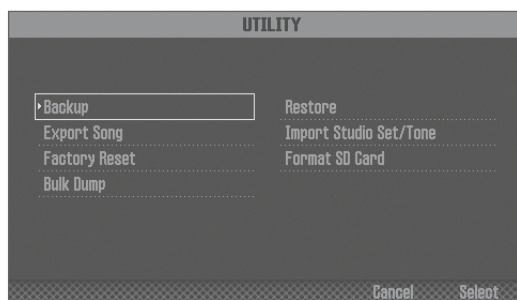 UTILITY
Backup
Restore
Export Song
Import Studio Set/Tone
Factory Reset
Format SD Card
Bulk Dump
Cancel
Select